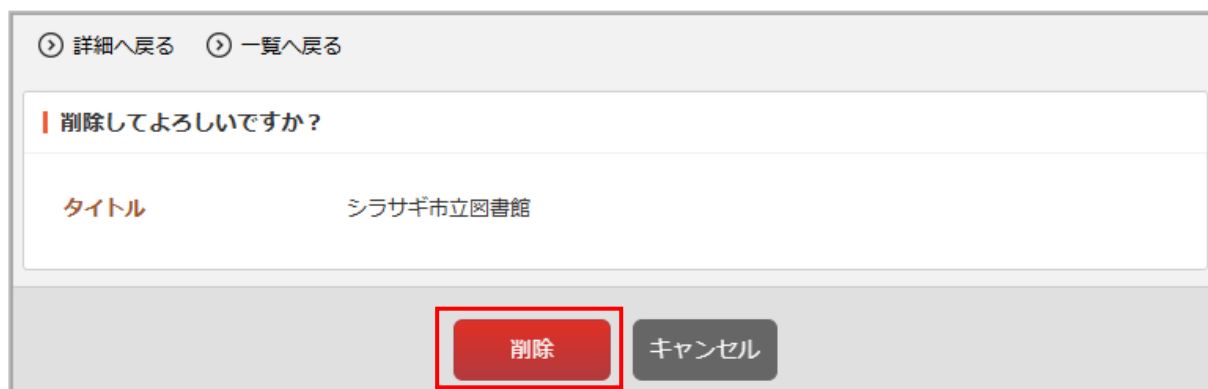 詳細へ戻る 一覧へ戻る
削除してよろしいですか？
タイトル シラサギ市立図書館
削除 キャンセル